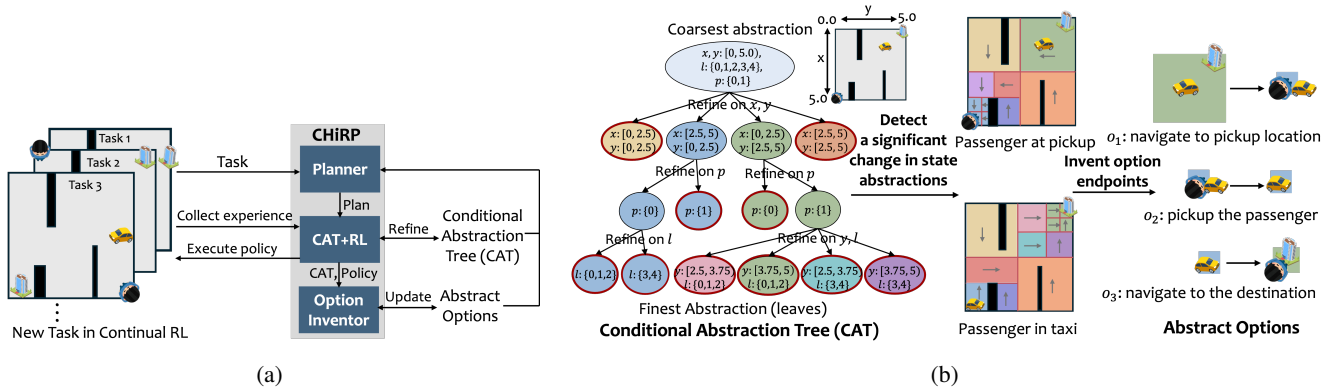 Task 1
Task 2
Task 3
New Task in Continual RL
Task
Collect experience
Execute policy
CHiRP
Planner
Plan
CAT+RL
CAT, Policy
Option
Inventor
Refine
Update
Conditional
Abstraction
Tree (CAT)
Abstract
Options
(a)
Coarsest abstraction
x, y: [0, 5.0),
l: {0,1,2,3,4},
p: {0,1}
Refine on x, y
x: [0, 2.5)
y: [0, 2.5)
x: [2.5, 5)
y: [0, 2.5)
x: [0, 2.5)
y: [2.5, 5)
x: [2.5, 5)
y: [2.5, 5)
Refine on p
Refine on p
p: {0}
p: {1}
p: {0}
p: {1}
Refine on l
Refine on y, l
l: {0,1,2}
l: {3,4}
y: [2.5, 3.75,
l: {0,1,2}
y: [3.75, 5)
l: {0,1,2}
y: [2.5, 3.75,
l: {3,4}
y: [3.75, 5)
l: {3,4}
Finest Abstraction (leaves)
Conditional Abstraction Tree (CAT)
y
0.0
5.0
x
5.0
Detect
a significant
change in state
abstractions
Passenger at pickup
Passenger in taxi
Invent option
endpoints
o1: navigate to pickup location
o2: pickup the passenger
o3: navigate to the destination
Abstract Options
(b)